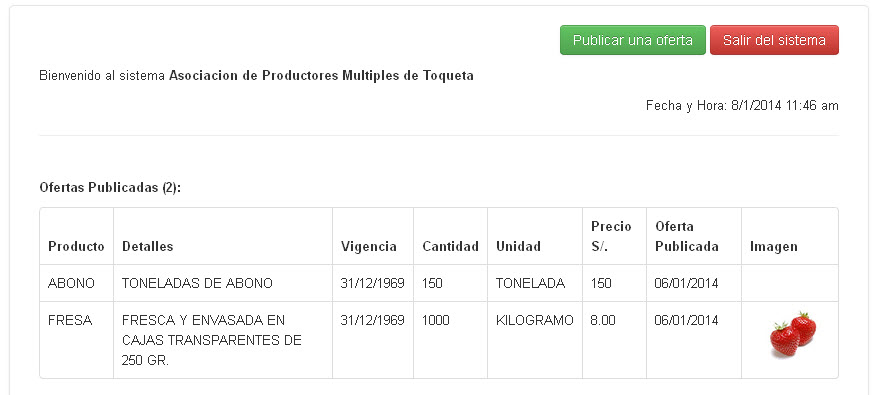 Publicar una oferta Salir del sistema
Bienvenido al sistema Asociacion de Productores Multiples de Toqueta
Fecha y Hora: 8/1/2014 11:46 am
Ofertas Publicadas (2):
Producto Detalles Vigencia Cantidad Unidad Precio S/. Oferta Publicada Imagen
ABONO TONELADAS DE ABONO 31/12/1969 150 TONELADA 150 06/01/2014
FRESA FRESCA Y ENVASADA EN 31/12/1969 1000 KILOGRAMO 8.00 06/01/2014
CAJAS TRANSPARENTES DE
250 GR.